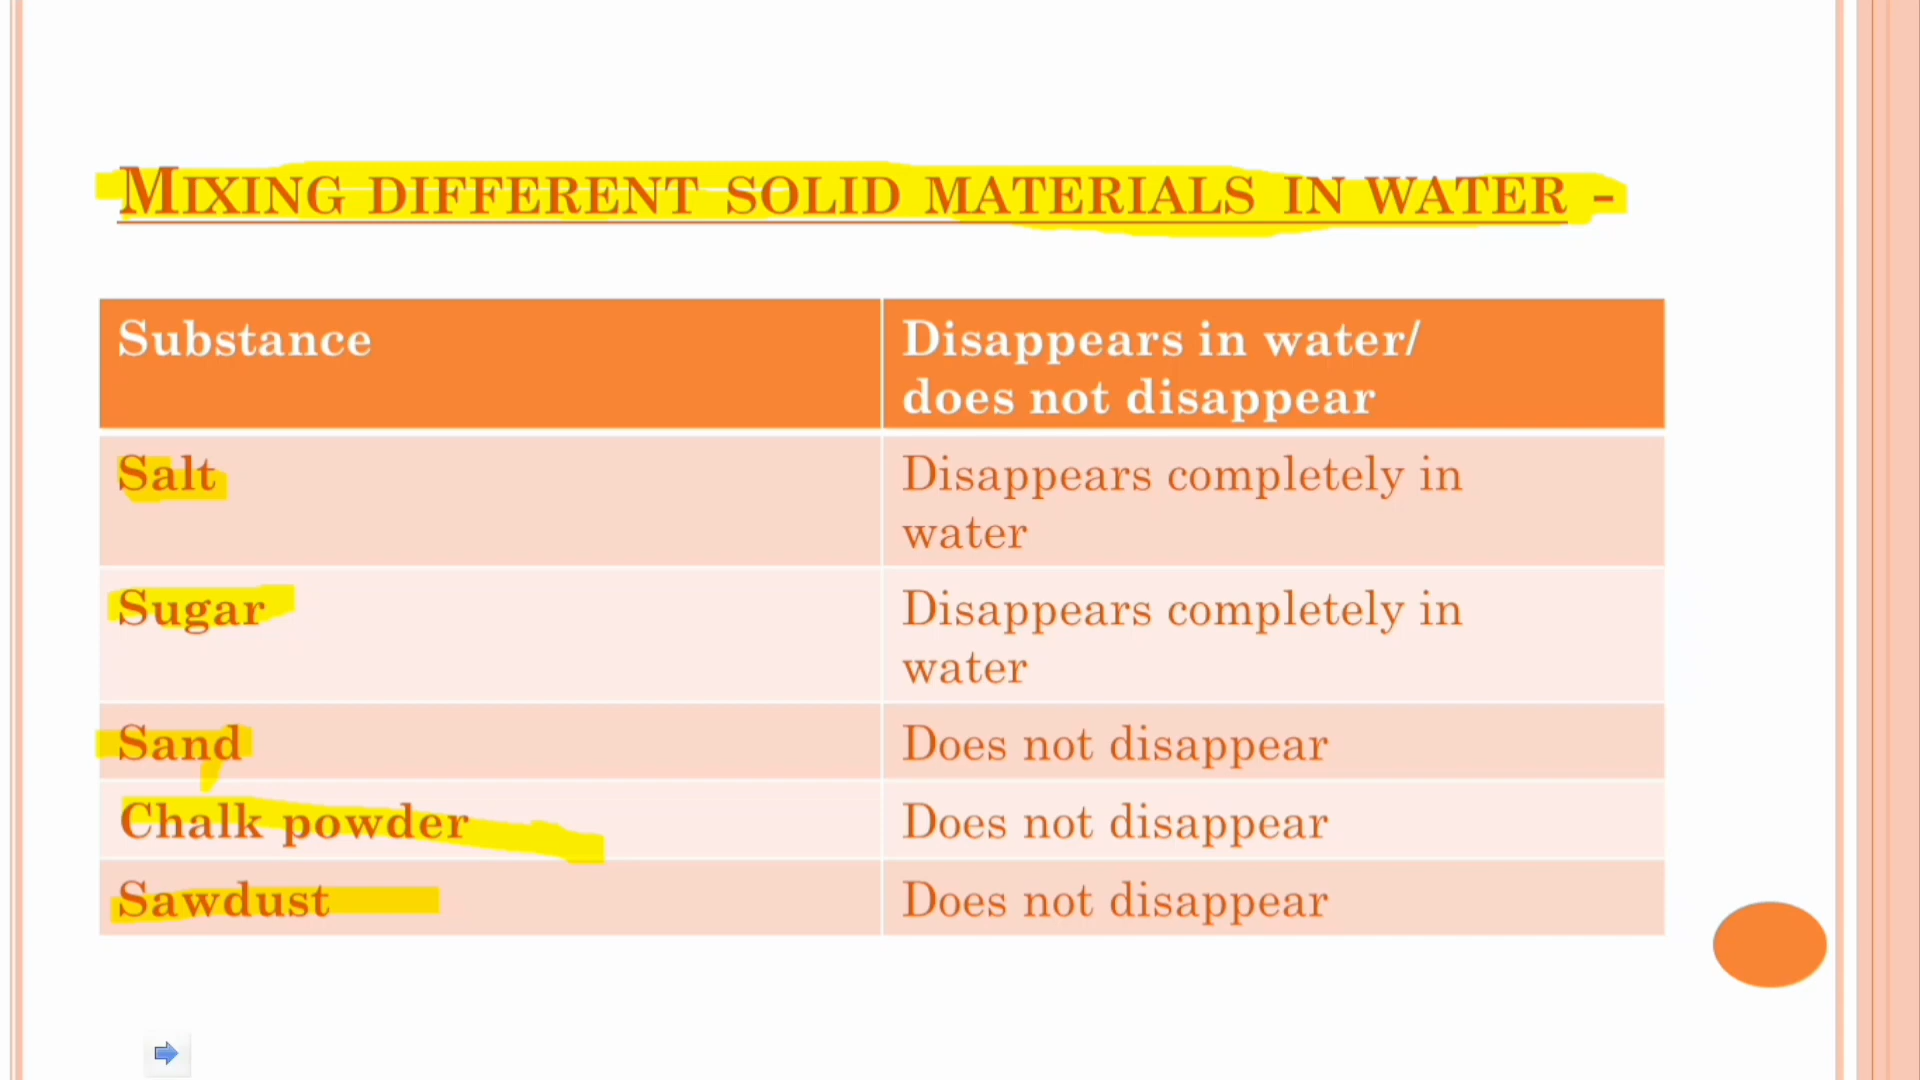 MIXING DIFFERENT SOLID MATERIALS IN WATER -
Substance
Disappears in water/
does not disappear
Salt
Disappears completely in
water
Sugar
Disappears completely in
water
Sand
Does not disappear
Chalk powder
Does not disappear
Sawdust
Does not disappear